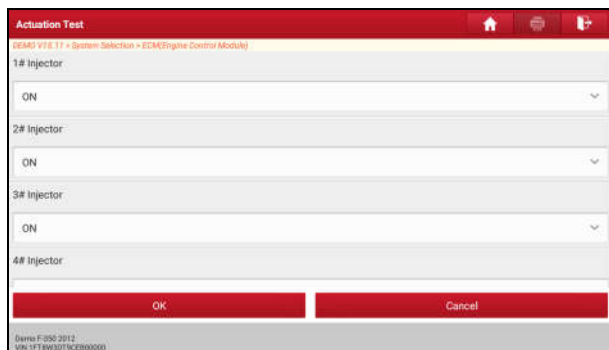 Actuation Test
DEMO V16.11 > System Selection > ECM(Engine Control Module)
1# Injector
ON
2# Injector
ON
3# Injector
ON
4# Injector
OK
Cancel
Demo F-350 2012